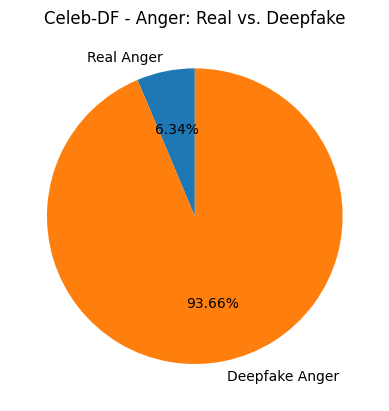 Celeb-DF - Anger: Real vs. Deepfake
Real Anger
6.34%
93.66%
Deepfake Anger